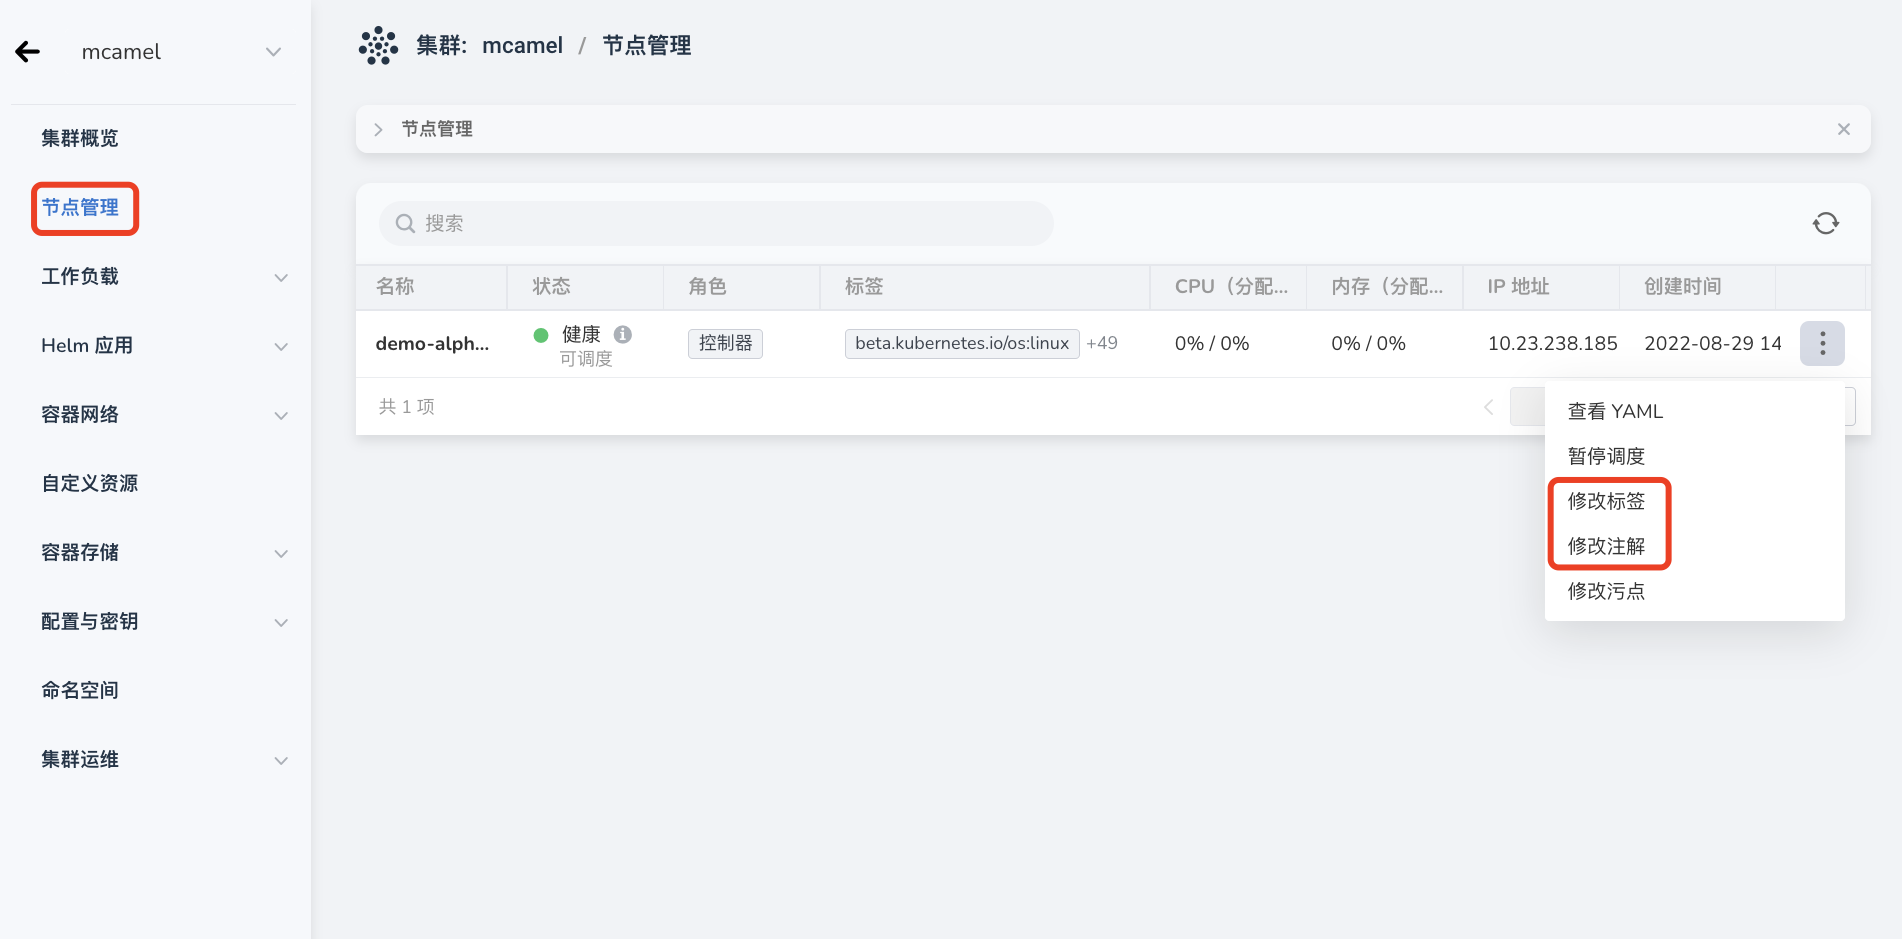 mcamel
集群概览
节点管理
工作负载
Helm 应用
容器网络
自定义资源
容器存储
配置与密钥
命名空间
集群运维
集群: mcamel / 节点管理
节点管理
搜索
名称 状态 角色 标签 CPU（分配... 内存（分配... IP 地址 创建时间
demo-alph... 健康 控制器 beta.kubernetes.io/os:linux +49 0% / 0% 0% / 0% 10.23.238.185 2022-08-29 14
可调度
共 1 项
查看 YAML
暂停调度
修改标签
修改注解
修改污点